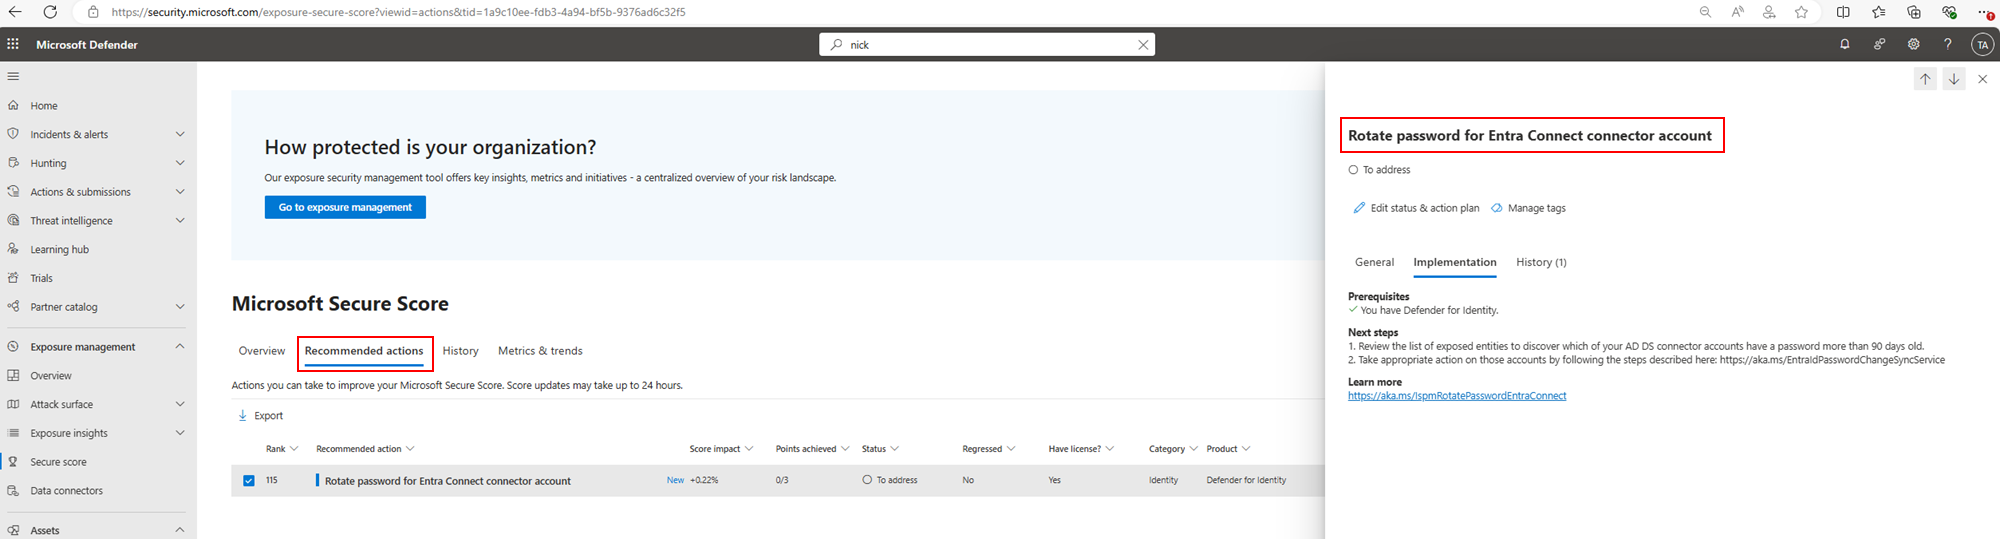 https://security.microsoft.com/exposure-secure-score?viewid=actions&tid=1a9c10ee-fdb3-4a94-bf5b-9376ad6c32f5
Microsoft Defender
nick
TA
Home
Incidents & alerts
Hunting
Actions & submissions
Threat intelligence
Learning hub
Trials
Partner catalog
Exposure management
Overview
Attack surface
Exposure insights
Secure score
Data connectors
Assets
How protected is your organization?
Our exposure security management tool offers key insights, metrics and initiatives - a centralized overview of your risk landscape.
Go to exposure management
Microsoft Secure Score
Overview Recommended actions History Metrics & trends
Actions you can take to improve your Microsoft Secure Score. Score updates may take up to 24 hours.
Export
Rank Recommended action Score impact Points achieved Status Regressed Have license? Category Product
115 Rotate password for Entra Connect connector account New +0.22% 0/3 To address No Yes Identity Defender for Identity
Rotate password for Entra Connect connector account
To address
Edit status & action plan Manage tags
General Implementation History (1)
Prerequisites
You have Defender for Identity.
Next steps
1. Review the list of exposed entities to discover which of your AD DS connector accounts have a password more than 90 days old.
2. Take appropriate action on those accounts by following the steps described here: https://aka.ms/EntraIdPasswordChangeSyncService
Learn more
https://aka.ms/IspmRotatePasswordEntraConnect